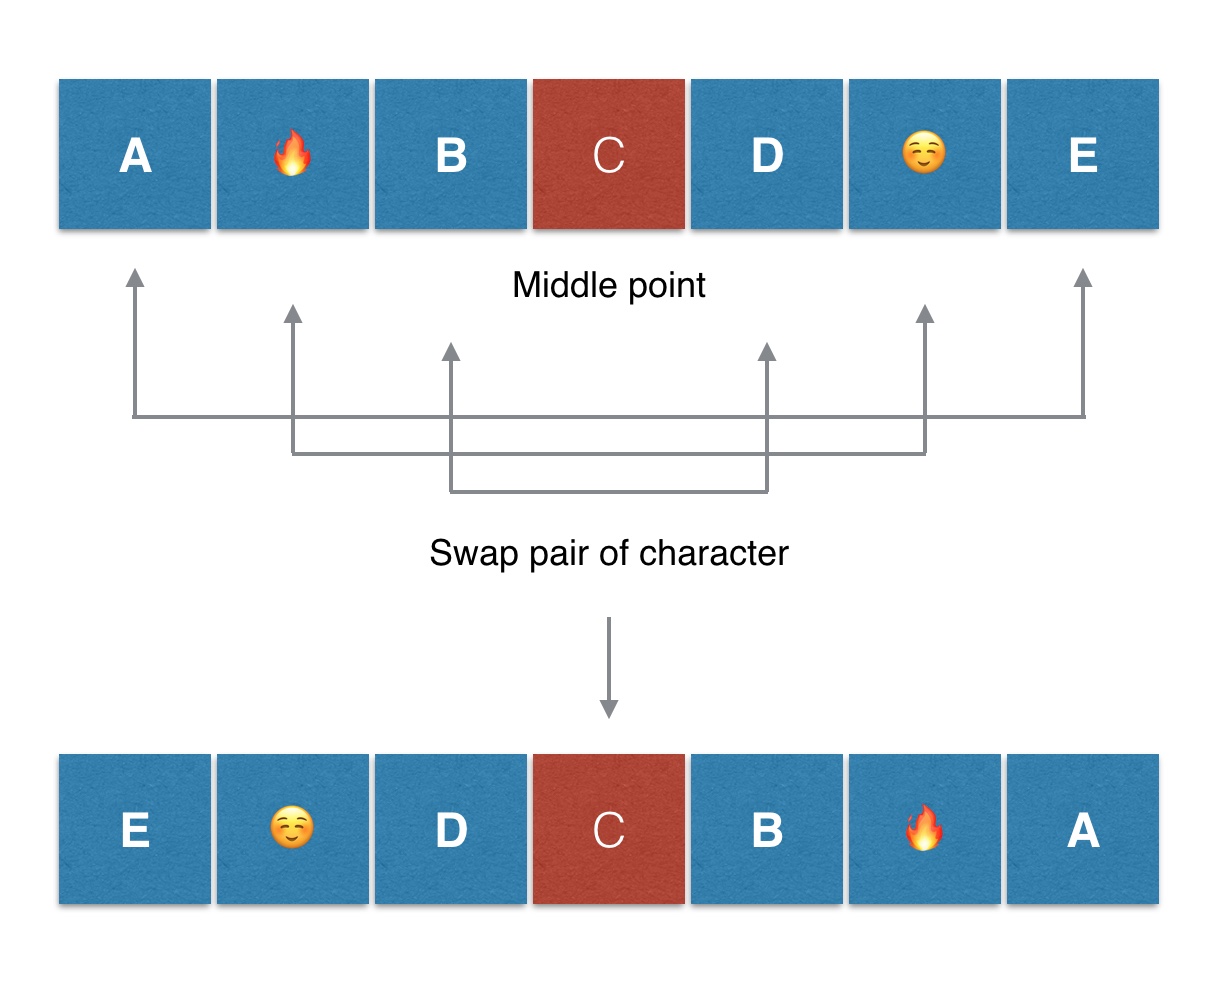 A 🔥 B C D ☺️ E
Middle point
Swap pair of character
E ☺️ D C B 🔥 A